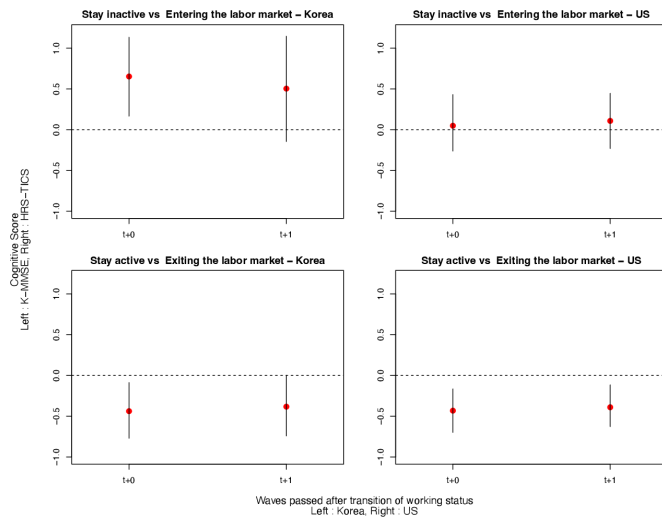 Stay inactive vs Entering the labor market − Korea
Stay inactive vs Entering the labor market − US
1.0
0.5
0.0
−0.5
−1.0
t+0
t+1
1.0
0.5
0.0
−0.5
−1.0
t+0
t+1
Cognitive Score
Left : K−MMSE, Right : HRS−TICS
Stay active vs Exiting the labor market − Korea
Stay active vs Exiting the labor market − US
1.0
0.5
0.0
−0.5
−1.0
t+0
t+1
1.0
0.5
0.0
−0.5
−1.0
t+0
t+1
Waves passed after transition of working status
Left : Korea, Right : US